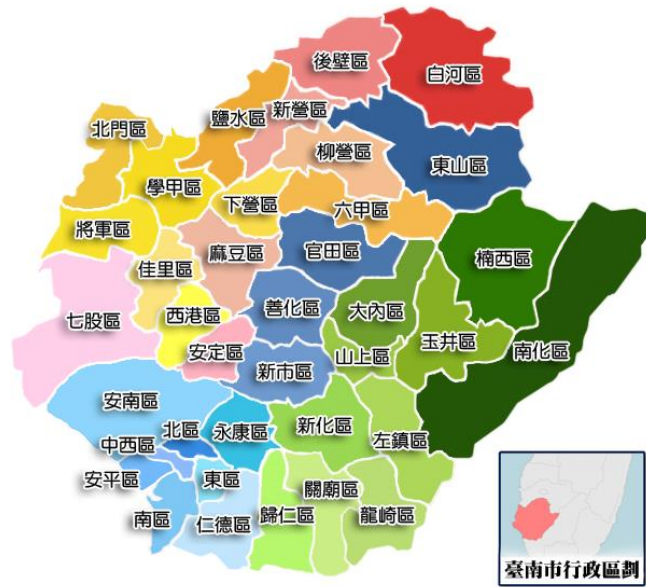 後壁區
白河區
新營區
鹽水區
北門區
柳營區
東山區
學甲區
下營區
六甲區
將軍區
麻豆區
官田區
楠西區
佳里區
七股區
西港區
善化區
大內區
玉井區
南化區
安定區
山上區
新市區
安南區
北區
永康區
新化區
左鎮區
中西區
安平區
東區
關廟區
南區
仁德區
歸仁區
龍崎區
臺南市行政區劃